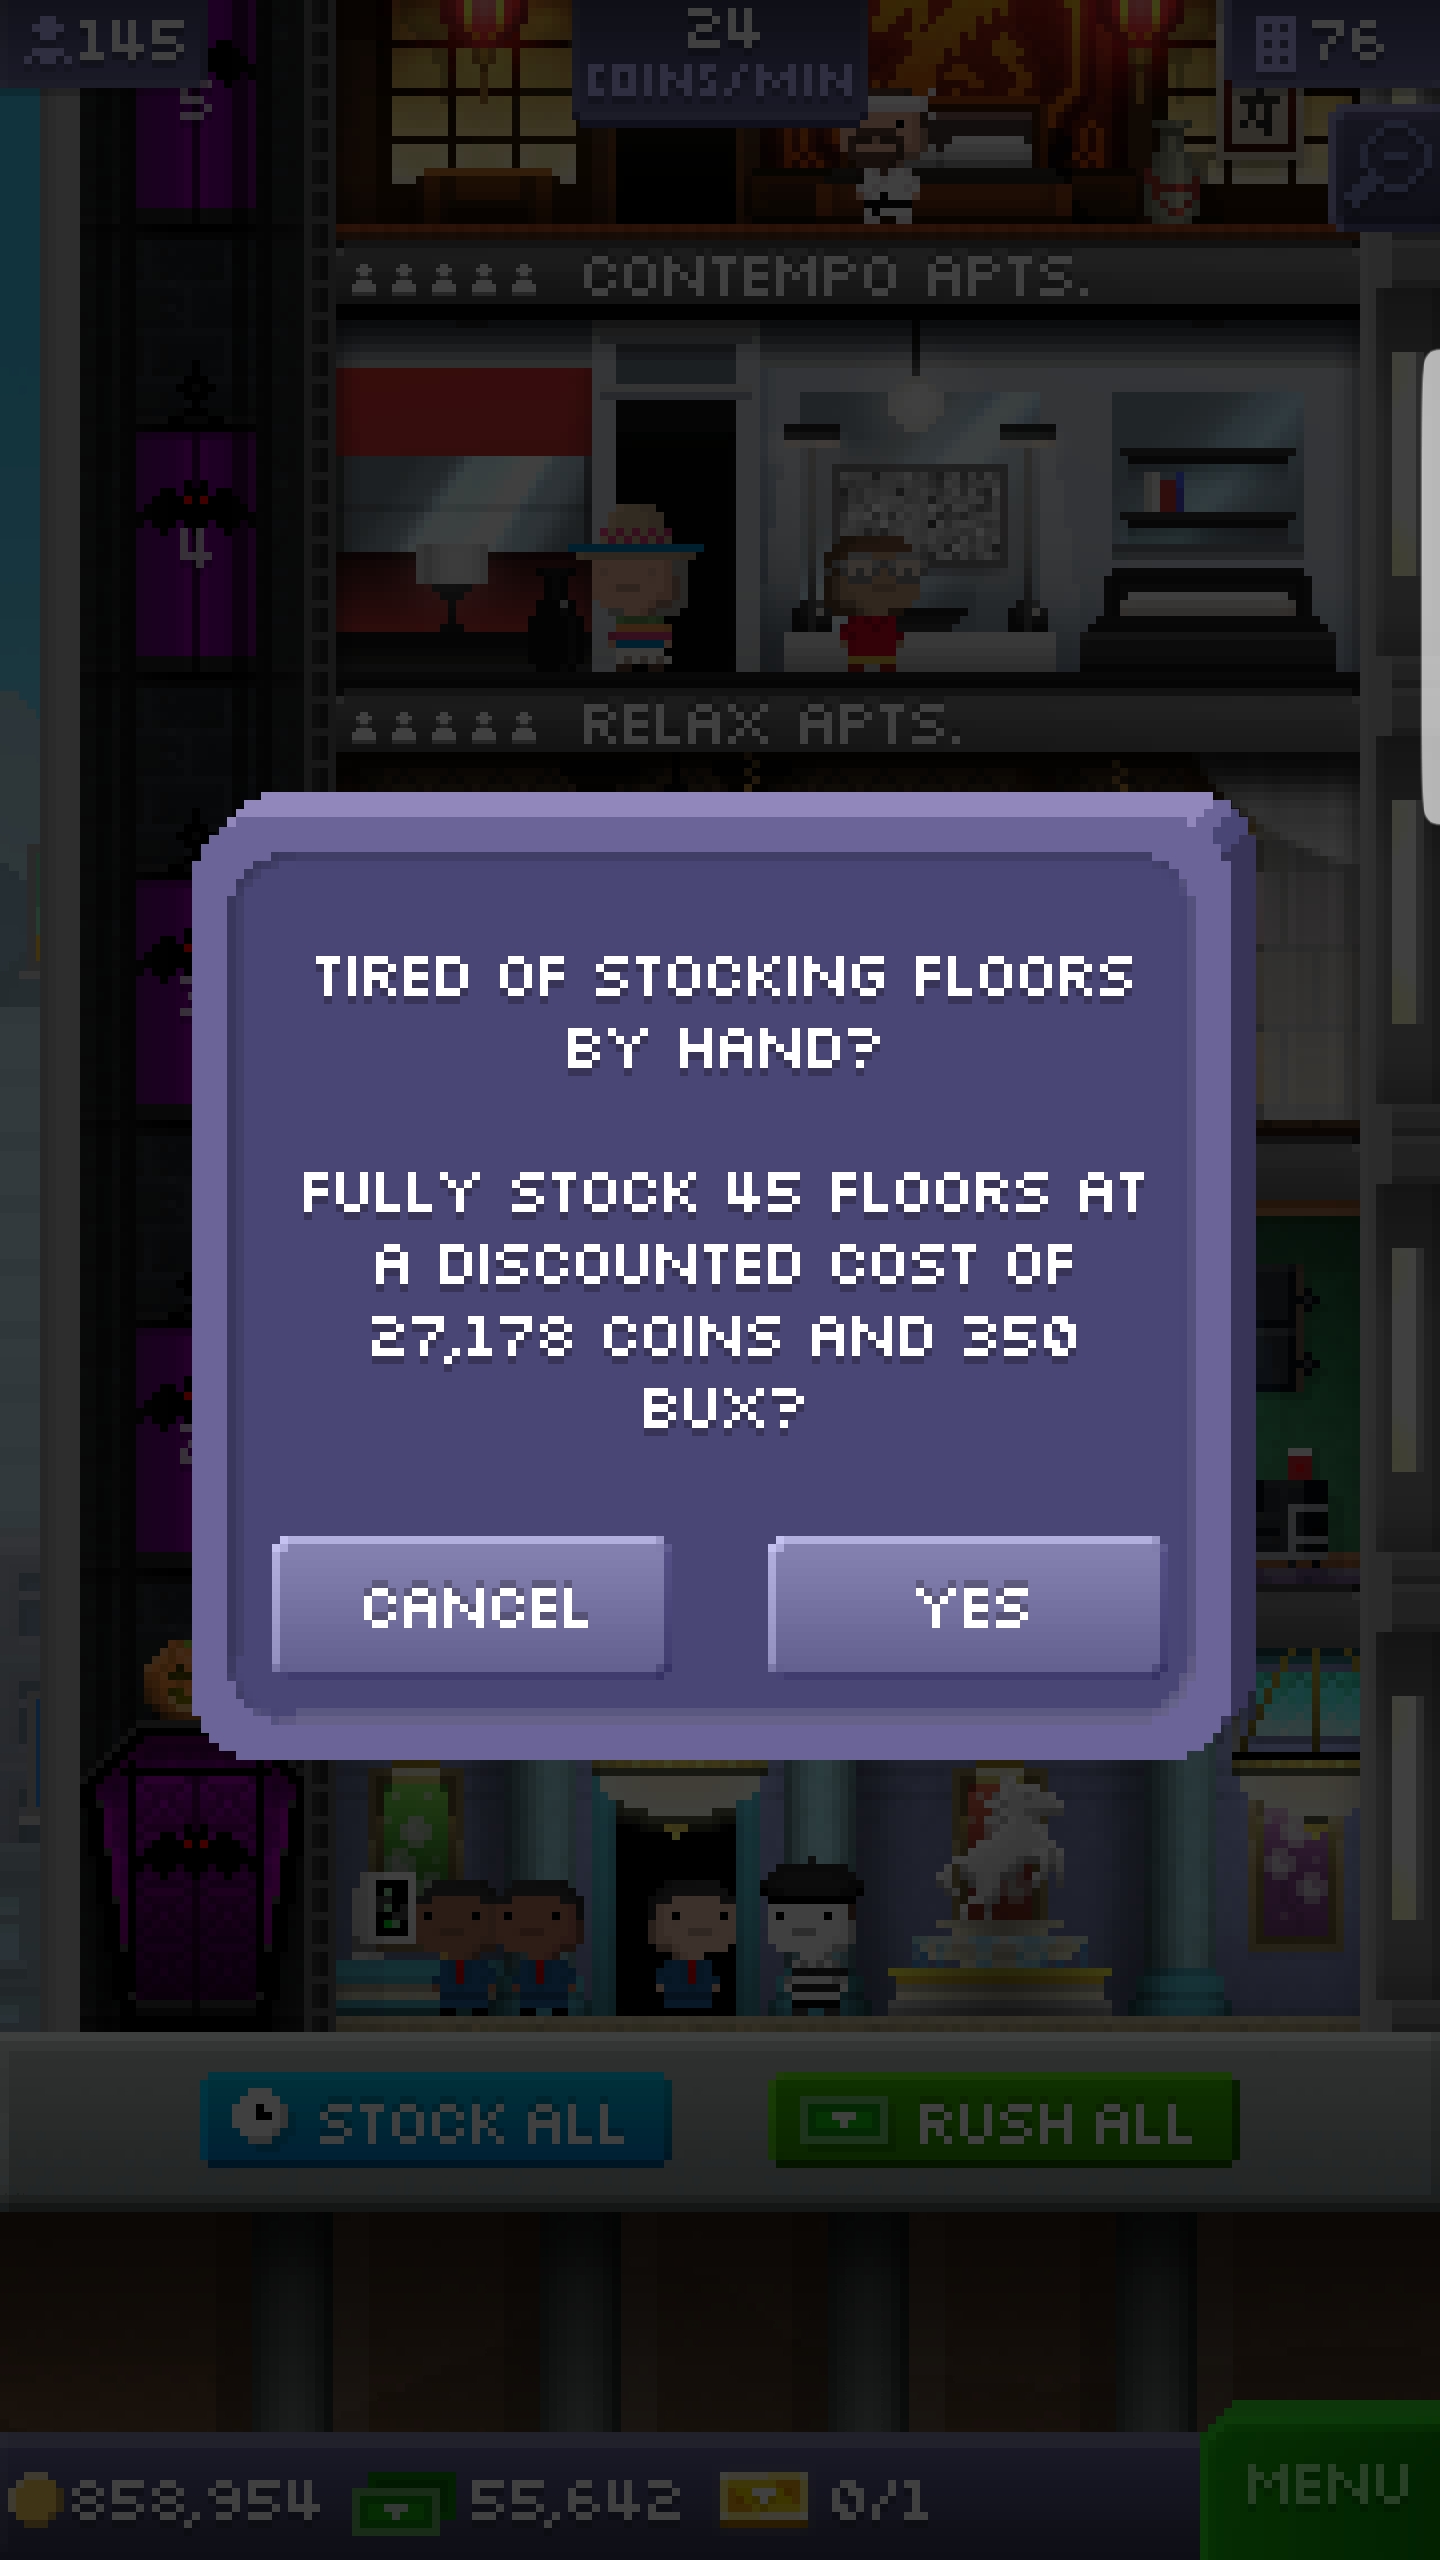 145
24
COINS/MIN
76
5
CONTEMPO APTS.
4
RELAX APTS.
TIRED OF STOCKING FLOORS
BY HAND?
FULLY STOCK 45 FLOORS AT
A DISCOUNTED COST OF
27,178 COINS AND 350
BUX?
CANCEL
YES
STOCK ALL
RUSH ALL
858,954
55,642
0/1
MENU